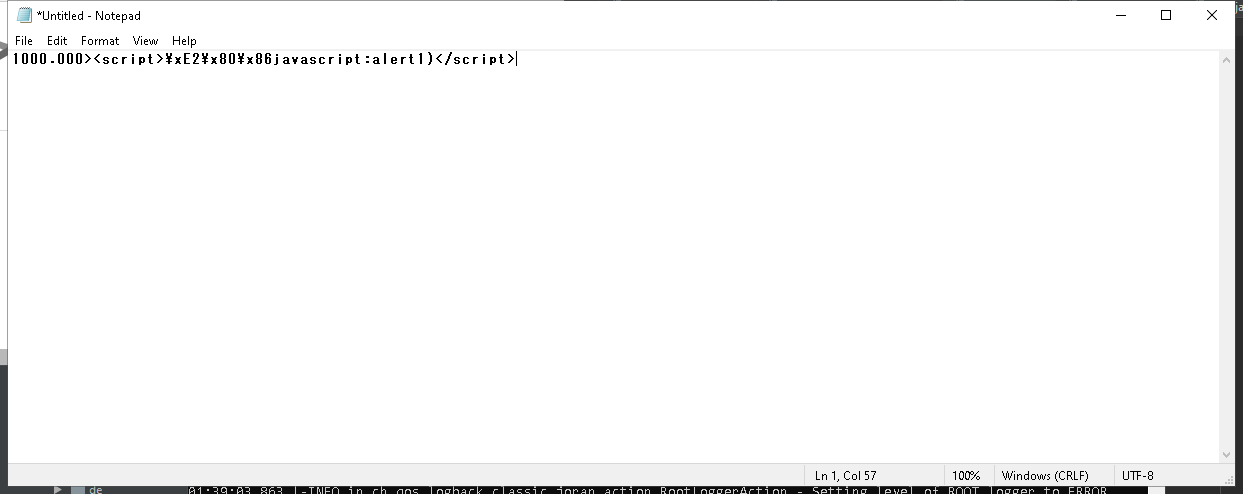 *Untitled - Notepad
File Edit Format View Help
1000.000><script>¥xE2¥x80¥x86javascript:alert1)</script>
Ln 1, Col 57 100% Windows (CRLF) UTF-8
de 01:39:03,863 |-INFO in ch.qos.logback.classic.joran.action.RootLoggerAction - Setting level of ROOT logger to ERROR